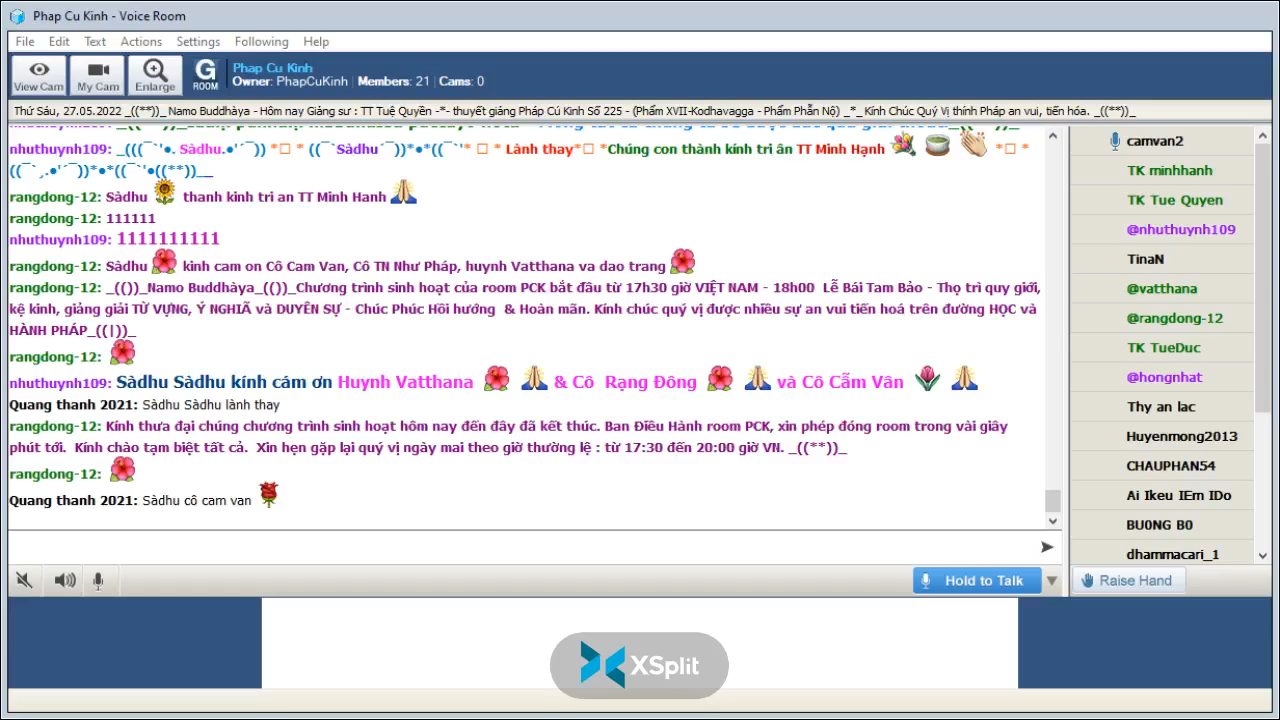 Phap Cu Kinh - Voice Room
File Edit Text Actions Settings Following Help
View Cam My Cam Enlarge G ROOM
Phap Cu Kinh
Owner: PhapCuKinh | Members: 21 | Cams: 0
Thứ Sáu, 27.05.2022 _((**))_ Namo Buddhàya - Hôm nay Giảng sư : TT Tuệ Quyền -*- thuyết giảng Pháp Cú Kinh Số 225 - (Phẩm XVII-Kodhavagga - Phẩm Phẫn Nộ) _*_ Kính Chúc Quý Vị thính Pháp an vui, tiến hóa. _((**))_
nhuthuynh109: _(((¯`'•. Sàdhu.•'´¯)) *□ * ((¯`Sàdhu´¯))*•*((¯`'* □ * Lành thay*□ *Chúng con thành kính tri ân TT Minh Hạnh *□ *
((¯`¸.•'´¯))*•*((¯`'•((**))__
rangdong-12: Sàdhu thanh kinh tri an TT Minh Hanh
rangdong-12: 111111
nhuthuynh109: 1111111111
rangdong-12: Sàdhu kinh cam on Cô Cam Van, Cô TN Như Pháp, huynh Vatthana va dao trang
rangdong-12: _(())_Namo Buddhàya_(())_Chương trình sinh hoạt của room PCK bắt đâu từ 17h30 giờ VIỆT NAM - 18h00 Lễ Bái Tam Bảo - Thọ trì quy giới,
kệ kinh, giảng giải TỪ VỰNG, Ý NGHIÃ và DUYÊN SỰ - Chúc Phúc Hồi hướng & Hoàn mãn. Kính chúc quý vị được nhiều sự an vui tiến hoá trên đường HỌC và
HÀNH PHÁP_((|))_
rangdong-12:
nhuthuynh109: Sàdhu Sàdhu kính cám ơn Huynh Vatthana & Cô Rạng Đông và Cô Cẫm Vân
Quang thanh 2021: Sàdhu Sàdhu lành thay
rangdong-12: Kính thưa đại chúng chương trình sinh hoạt hôm nay đến đây đã kết thúc. Ban Điều Hành room PCK, xin phép đóng room trong vài giây
phút tới. Kính chào tạm biệt tất cả. Xin hẹn gặp lại quý vị ngày mai theo giờ thường lệ : từ 17:30 đến 20:00 giờ VN. _((**))_
rangdong-12:
Quang thanh 2021: Sàdhu cô cam van
camvan2
TK minhhanh
TK Tue Quyen
@nhuthuynh109
TinaN
@vatthana
@rangdong-12
TK TueDuc
@hongnhat
Thy an lac
Huyenmong2013
CHAUPHAN54
Ai Ikeu IEm IDo
BU0NG B0
dhammacari_1
Hold to Talk
Raise Hand
XSplit